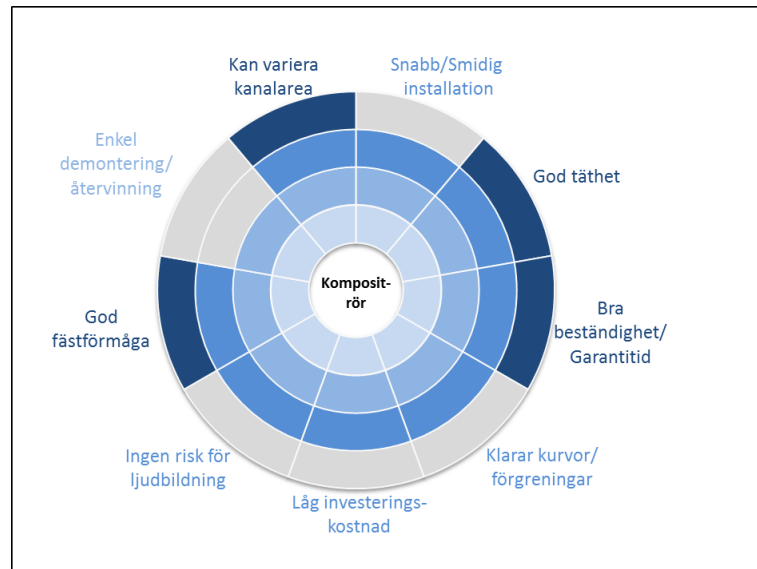 Kan variera
kanalarea
Snabb/Smidig
installation
Enkel
demontering/
återvinning
God täthet
Komposit-
rör
God
fästförmåga
Bra
beständighet/
Garantitid
Ingen risk för
ljudbildning
Låg investerings-
kostnad
Klarar kurvor/
förgreningar